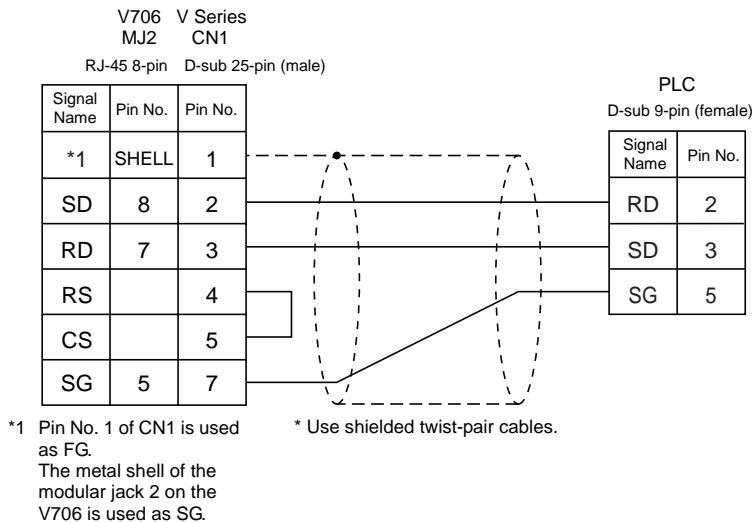 V706 V Series
MJ2 CN1
RJ-45 8-pin D-sub 25-pin (male)
PLC
D-sub 9-pin (female)
Signal Name Pin No. Pin No.
*1 SHELL 1
SD 8 2
RD 7 3
RS 4
CS 5
SG 5 7
Signal Name Pin No.
RD 2
SD 3
SG 5
*1 Pin No. 1 of CN1 is used
as FG.
The metal shell of the
modular jack 2 on the
V706 is used as SG.
* Use shielded twist-pair cables.